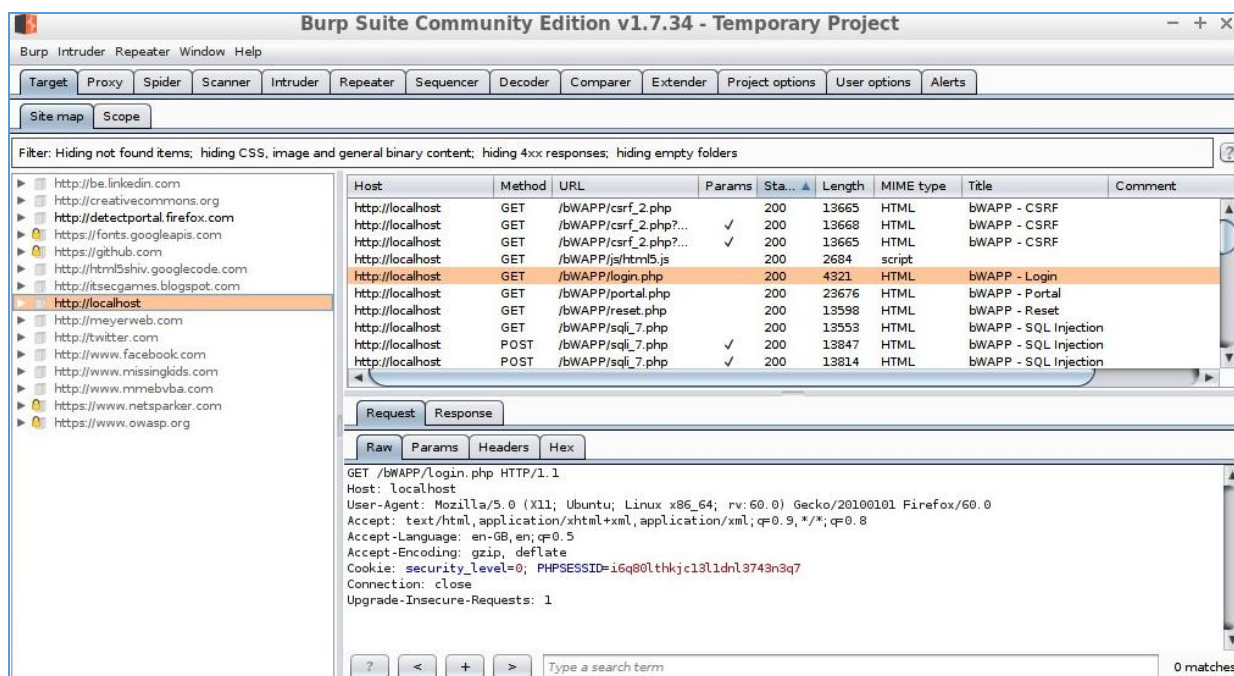 Burp Suite Community Edition v1.7.34 - Temporary Project
Burp Intruder Repeater Window Help
Target Proxy Spider Scanner Intruder Repeater Sequencer Decoder Comparer Extender Project options User options Alerts
Site map Scope
Filter: Hiding not found items; hiding CSS, image and general binary content; hiding 4xx responses; hiding empty folders ?
http://be.linkedin.com
http://creativecommons.org
http://detectportal.firefox.com
https://fonts.googleapis.com
https://github.com
http://html5shiv.googlecode.com
http://itsecgames.blogspot.com
http://localhost
http://meyerweb.com
http://twitter.com
http://www.facebook.com
http://www.missingkids.com
http://www.mmebvba.com
https://www.netsparker.com
https://www.owasp.org
Host Method URL Params Sta... Length MIME type Title Comment
http://localhost GET /bWAPP/csrf_2.php 200 13665 HTML bWAPP - CSRF
http://localhost GET /bWAPP/csrf_2.php?... ✓ 200 13668 HTML bWAPP - CSRF
http://localhost GET /bWAPP/csrf_2.php?... ✓ 200 13665 HTML bWAPP - CSRF
http://localhost GET /bWAPP/js/html5.js 200 2684 script
http://localhost GET /bWAPP/login.php 200 4321 HTML bWAPP - Login
http://localhost GET /bWAPP/portal.php 200 23676 HTML bWAPP - Portal
http://localhost GET /bWAPP/reset.php 200 13598 HTML bWAPP - Reset
http://localhost GET /bWAPP/sqli_7.php 200 13553 HTML bWAPP - SQL Injection
http://localhost POST /bWAPP/sqli_7.php ✓ 200 13847 HTML bWAPP - SQL Injection
http://localhost POST /bWAPP/sqli_7.php ✓ 200 13814 HTML bWAPP - SQL Injection
Request Response
Raw Params Headers Hex
GET /bWAPP/login.php HTTP/1.1
Host: localhost
User-Agent: Mozilla/5.0 (X11; Ubuntu; Linux x86_64; rv:60.0) Gecko/20100101 Firefox/60.0
Accept: text/html,application/xhtml+xml,application/xml;q=0.9,*/*;q=0.8
Accept-Language: en-GB,en;q=0.5
Accept-Encoding: gzip, deflate
Cookie: security_level=0; PHPSESSID=i6q80lthkjc13l1dnl3743n3q7
Connection: close
Upgrade-Insecure-Requests: 1
? < + > Type a search term 0 matches